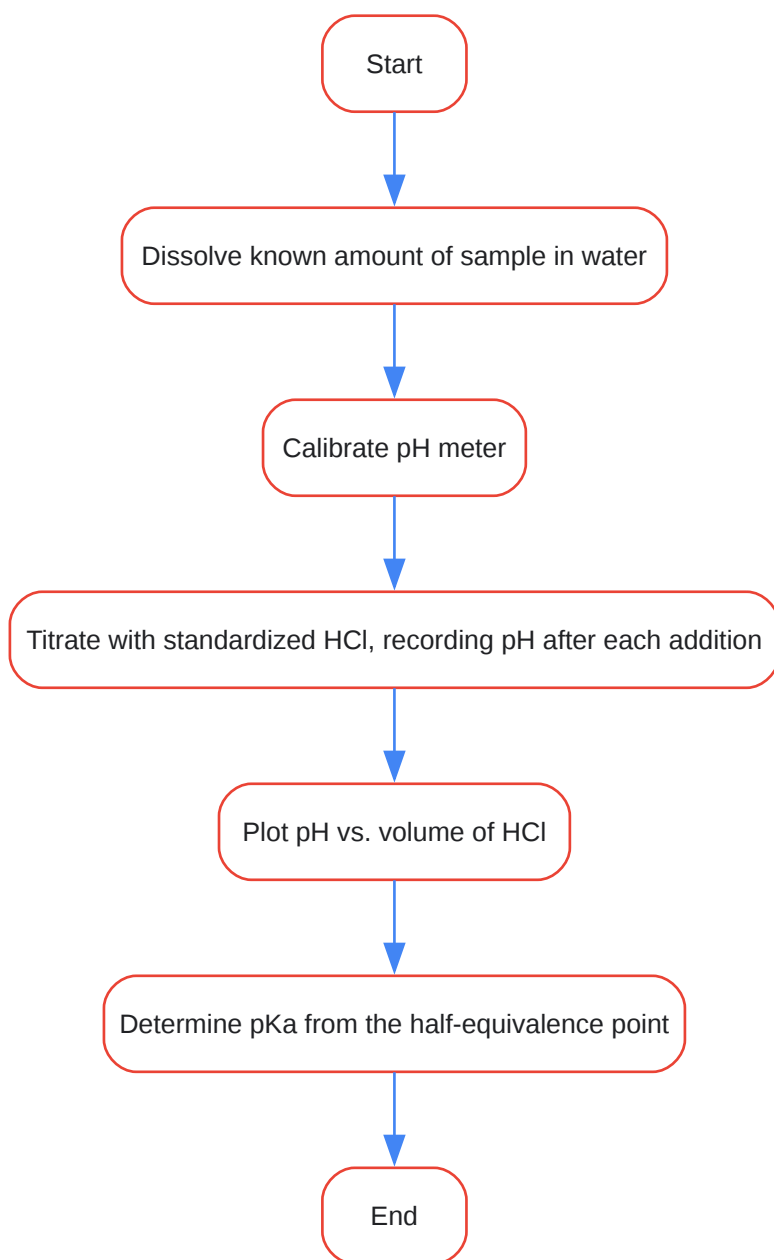 Start
Dissolve known amount of sample in water
Calibrate pH meter
Titrate with standardized HCl, recording pH after each addition
Plot pH vs. volume of HCl
Determine pKa from the half-equivalence point
End